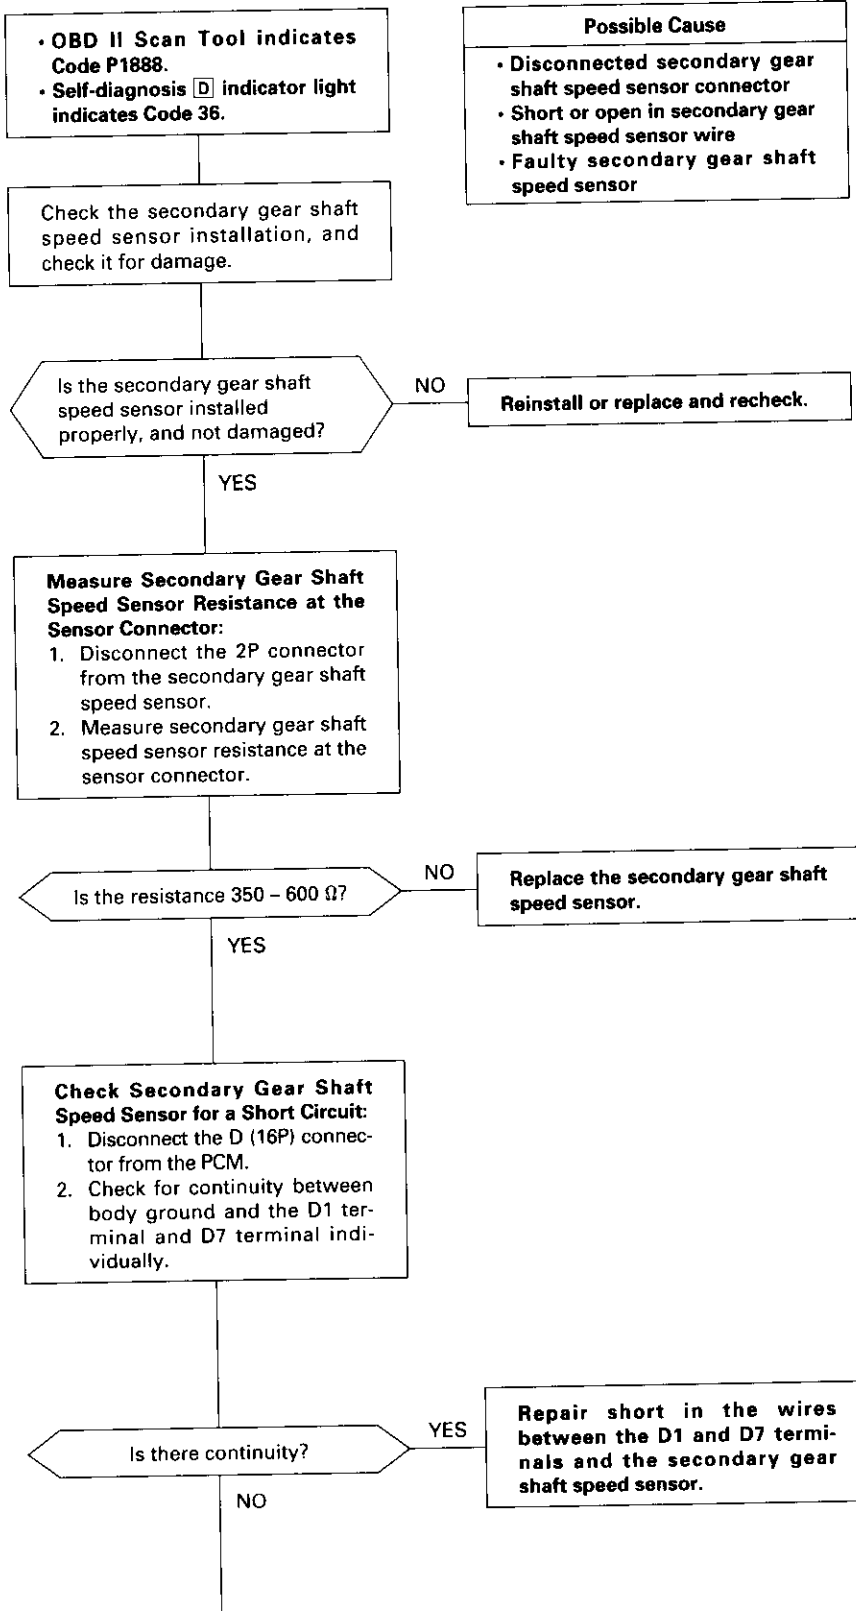 • OBD II Scan Tool indicates
Code P1888.
• Self-diagnosis D indicator light
indicates Code 36.
Possible Cause
• Disconnected secondary gear
shaft speed sensor connector
• Short or open in secondary gear
shaft speed sensor wire
• Faulty secondary gear shaft
speed sensor
Check the secondary gear shaft
speed sensor installation, and
check it for damage.
Is the secondary gear shaft
speed sensor installed
properly, and not damaged?
NO
Reinstall or replace and recheck.
YES
Measure Secondary Gear Shaft
Speed Sensor Resistance at the
Sensor Connector:
1. Disconnect the 2P connector
from the secondary gear shaft
speed sensor.
2. Measure secondary gear shaft
speed sensor resistance at the
sensor connector.
Is the resistance 350 – 600 Ω?
NO
Replace the secondary gear shaft
speed sensor.
YES
Check Secondary Gear Shaft
Speed Sensor for a Short Circuit:
1. Disconnect the D (16P) connec-
tor from the PCM.
2. Check for continuity between
body ground and the D1 ter-
minal and D7 terminal indi-
vidually.
Is there continuity?
YES
Repair short in the wires
between the D1 and D7 termi-
nals and the secondary gear
shaft speed sensor.
NO